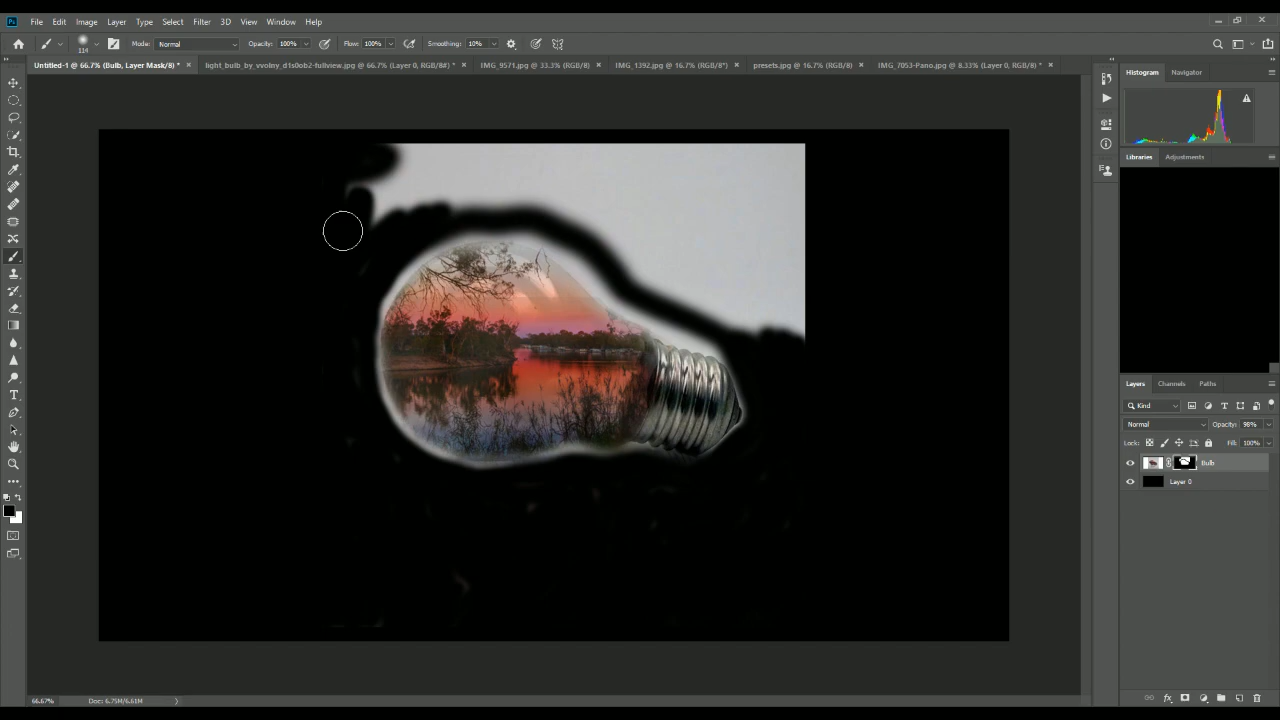 Ps File Edit Image Layer Type Select Filter 3D View Window Help
114 Mode: Normal Opacity: 100% Flow: 100% Smoothing: 10%
Untitled-1 @ 66.7% (Bulb, Layer Mask/8) * × light_bulb_by_vvolny_d1s0ob2-fullview.jpg @ 66.7% (Layer 0, RGB/8#) * × IMG_9571.jpg @ 33.3% (RGB/8) × IMG_1392.jpg @ 16.7% (RGB/8*) × presets.jpg @ 16.7% (RGB/8) × IMG_7053-Pano.jpg @ 8.33% (Layer 0, RGB/8) * ×
Histogram Navigator
Libraries Adjustments
Layers Channels Paths
Kind
Normal Opacity: 98%
Lock: Fill: 100%
Bulb
Layer 0
fx
66.67% Doc: 6.75M/6.61M